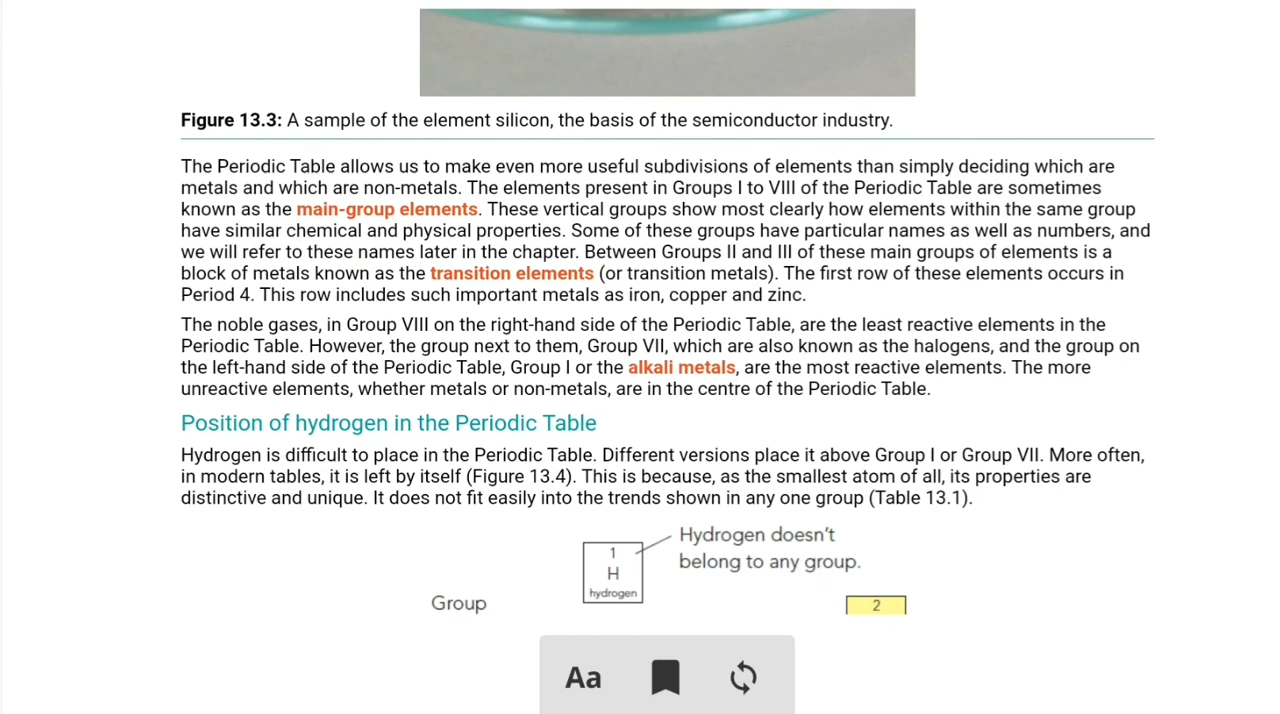 Figure 13.3: A sample of the element silicon, the basis of the semiconductor industry.
The Periodic Table allows us to make even more useful subdivisions of elements than simply deciding which are
metals and which are non-metals. The elements present in Groups I to VIII of the Periodic Table are sometimes
known as the main-group elements. These vertical groups show most clearly how elements within the same group
have similar chemical and physical properties. Some of these groups have particular names as well as numbers, and
we will refer to these names later in the chapter. Between Groups II and III of these main groups of elements is a
block of metals known as the transition elements (or transition metals). The first row of these elements occurs in
Period 4. This row includes such important metals as iron, copper and zinc.
The noble gases, in Group VIII on the right-hand side of the Periodic Table, are the least reactive elements in the
Periodic Table. However, the group next to them, Group VII, which are also known as the halogens, and the group on
the left-hand side of the Periodic Table, Group I or the alkali metals, are the most reactive elements. The more
unreactive elements, whether metals or non-metals, are in the centre of the Periodic Table.
Position of hydrogen in the Periodic Table
Hydrogen is difficult to place in the Periodic Table. Different versions place it above Group I or Group VII. More often,
in modern tables, it is left by itself (Figure 13.4). This is because, as the smallest atom of all, its properties are
distinctive and unique. It does not fit easily into the trends shown in any one group (Table 13.1).
Hydrogen doesn't
belong to any group.
1
H
hydrogen
Group
2
Aa